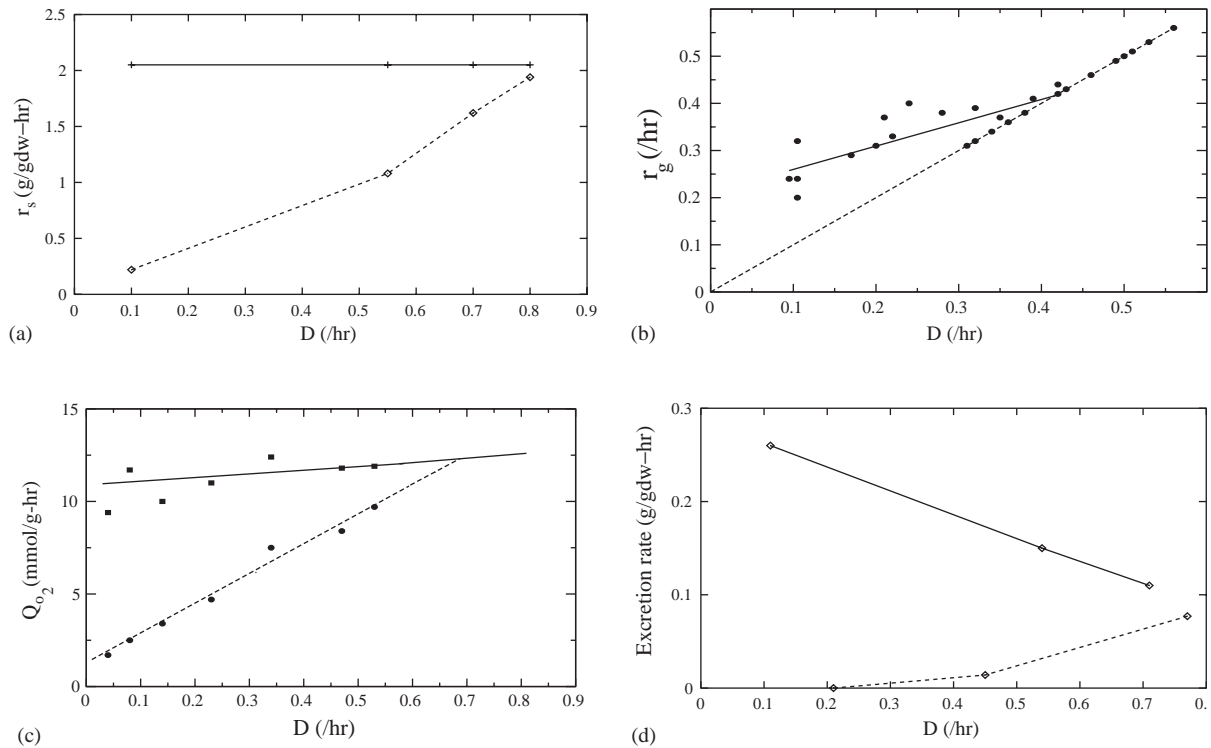 2.5
2
1.5
1
0.5
0
r_s (g/gdw−hr)
0 0.1 0.2 0.3 0.4 0.5 0.6 0.7 0.8 0.9
D (/hr)
(a)
0.5
0.4
0.3
0.2
0.1
0
r_g (/hr)
0 0.1 0.2 0.3 0.4 0.5
D (/hr)
(b)
15
10
5
0
Q_{o_2} (mmol/g-hr)
0 0.1 0.2 0.3 0.4 0.5 0.6 0.7 0.8 0.9
D (/hr)
(c)
0.3
0.2
0.1
0
Excretion rate (g/gdw−hr)
0 0.1 0.2 0.3 0.4 0.5 0.6 0.7
D (/hr)
(d)